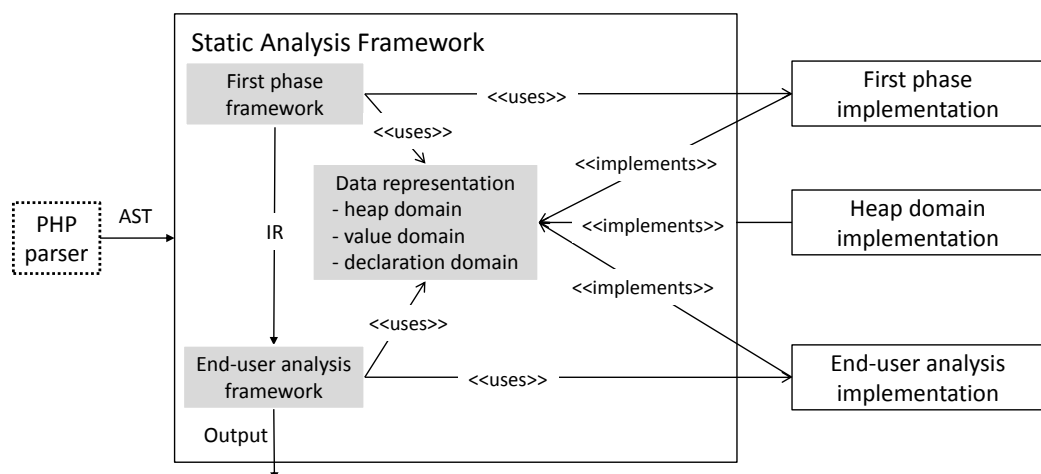 Static Analysis Framework
First phase
framework
<<uses>>
First phase
implementation
<<uses>>
<<implements>>
Data representation
- heap domain
- value domain
- declaration domain
PHP
parser
AST
IR
<<implements>>
Heap domain
implementation
<<implements>>
<<uses>>
End-user analysis
framework
<<uses>>
End-user analysis
implementation
Output